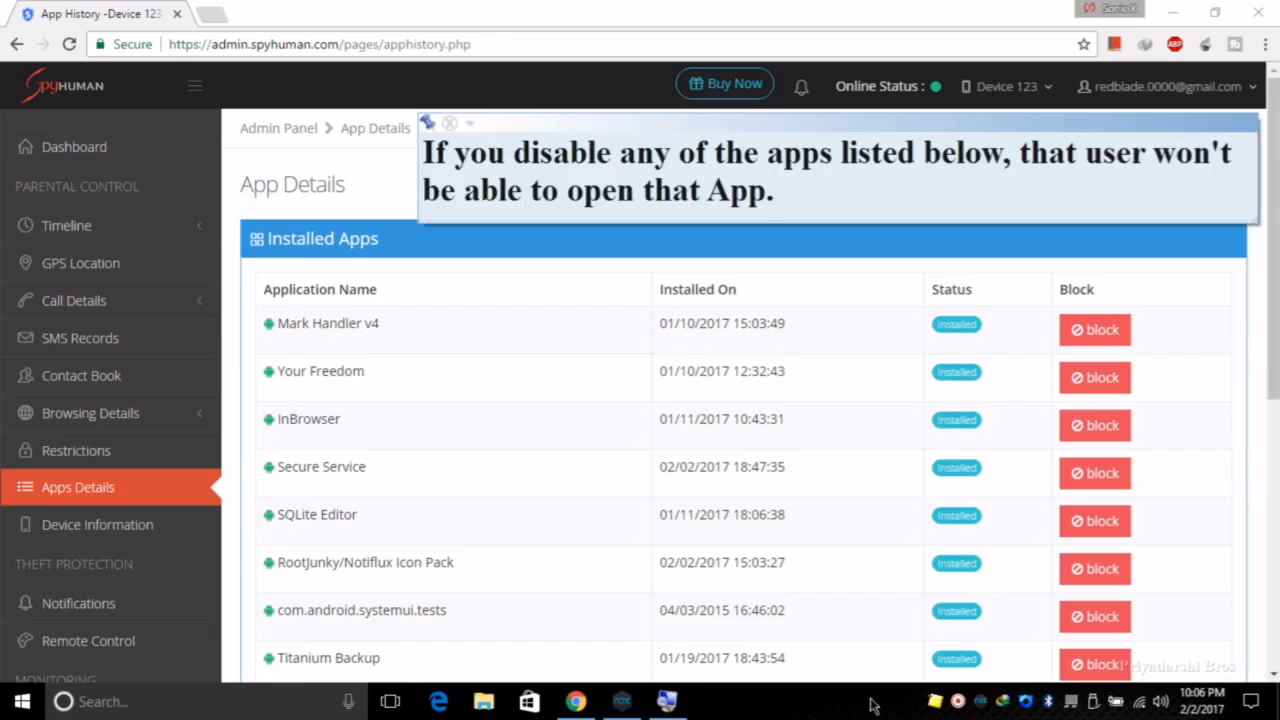 App History -Device 123
Sonic X
Secure
https://admin.spyhuman.com/pages/apphistory.php
ABP
SPYHUMAN
Buy Now
Online Status :
Device 123
redblade.0000@gmail.com
Dashboard
PARENTAL CONTROL
Timeline
GPS Location
Call Details
SMS Records
Contact Book
Browsing Details
Restrictions
Apps Details
Device Information
THEFT PROTECTION
Notifications
Remote Control
MONITORING
Admin Panel
App Details
If you disable any of the apps listed below, that user won't
be able to open that App.
App Details
Installed Apps
Application Name Installed On Status Block
Mark Handler v4 01/10/2017 15:03:49 Installed block
Your Freedom 01/10/2017 12:32:43 Installed block
InBrowser 01/11/2017 10:43:31 Installed block
Secure Service 02/02/2017 18:47:35 Installed block
SQLite Editor 01/11/2017 18:06:38 Installed block
RootJunky/Notiflux Icon Pack 02/02/2017 15:03:27 Installed block
com.android.systemui.tests 04/03/2015 16:46:02 Installed block
Titanium Backup 01/19/2017 18:43:54 Installed block
Priyadarshi Bros
Search...
10:06 PM
2/2/2017